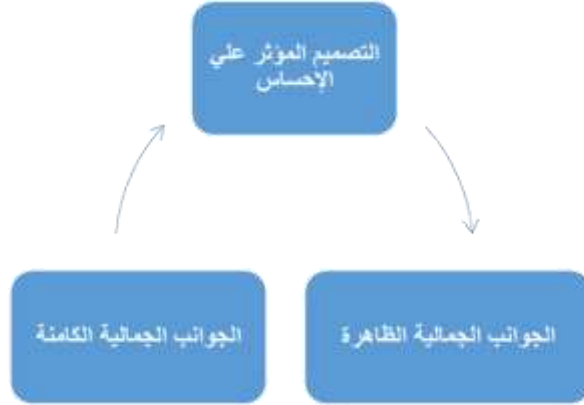 التصميم المؤثر علي
الإحساس
الجوانب الجمالية الظاهرة
الجوانب الجمالية الكامنة